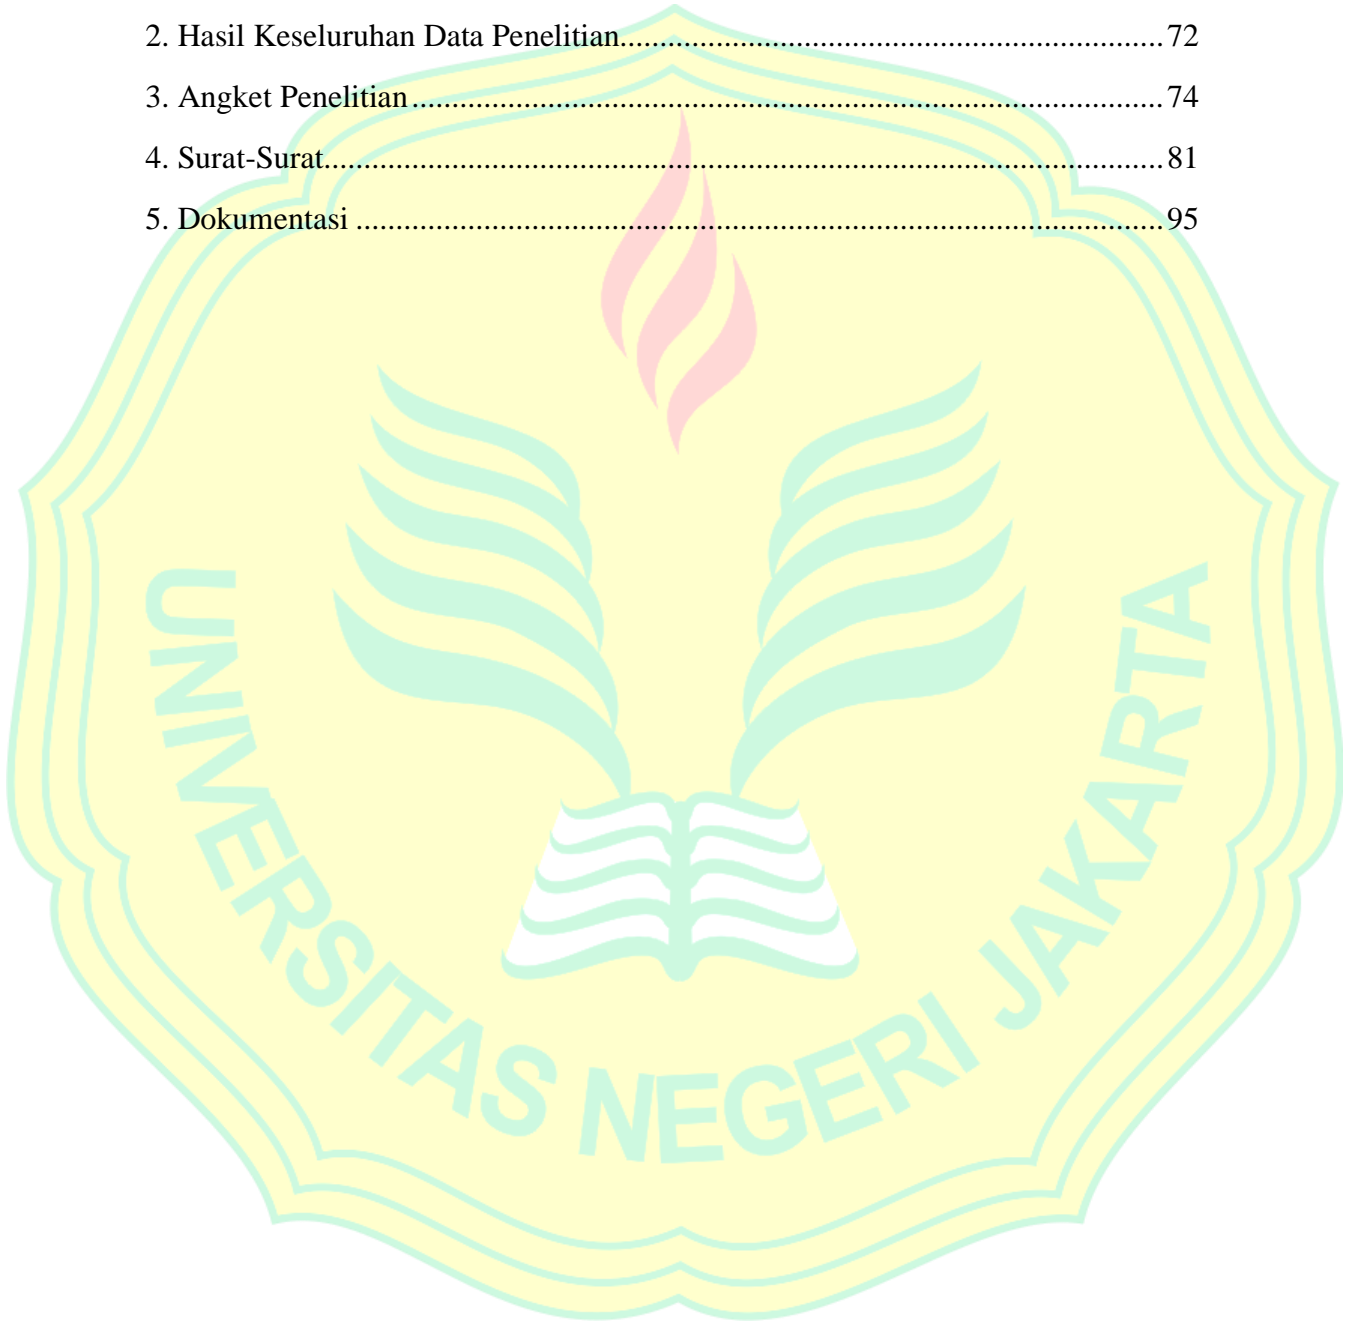 2. Hasil Keseluruhan Data Penelitian....................................................................72
3. Angket Penelitian..............................................................................................74
4. Surat-Surat.........................................................................................................81
5. Dokumentasi.....................................................................................................95
UNIVERSITAS NEGERI JAKARTA